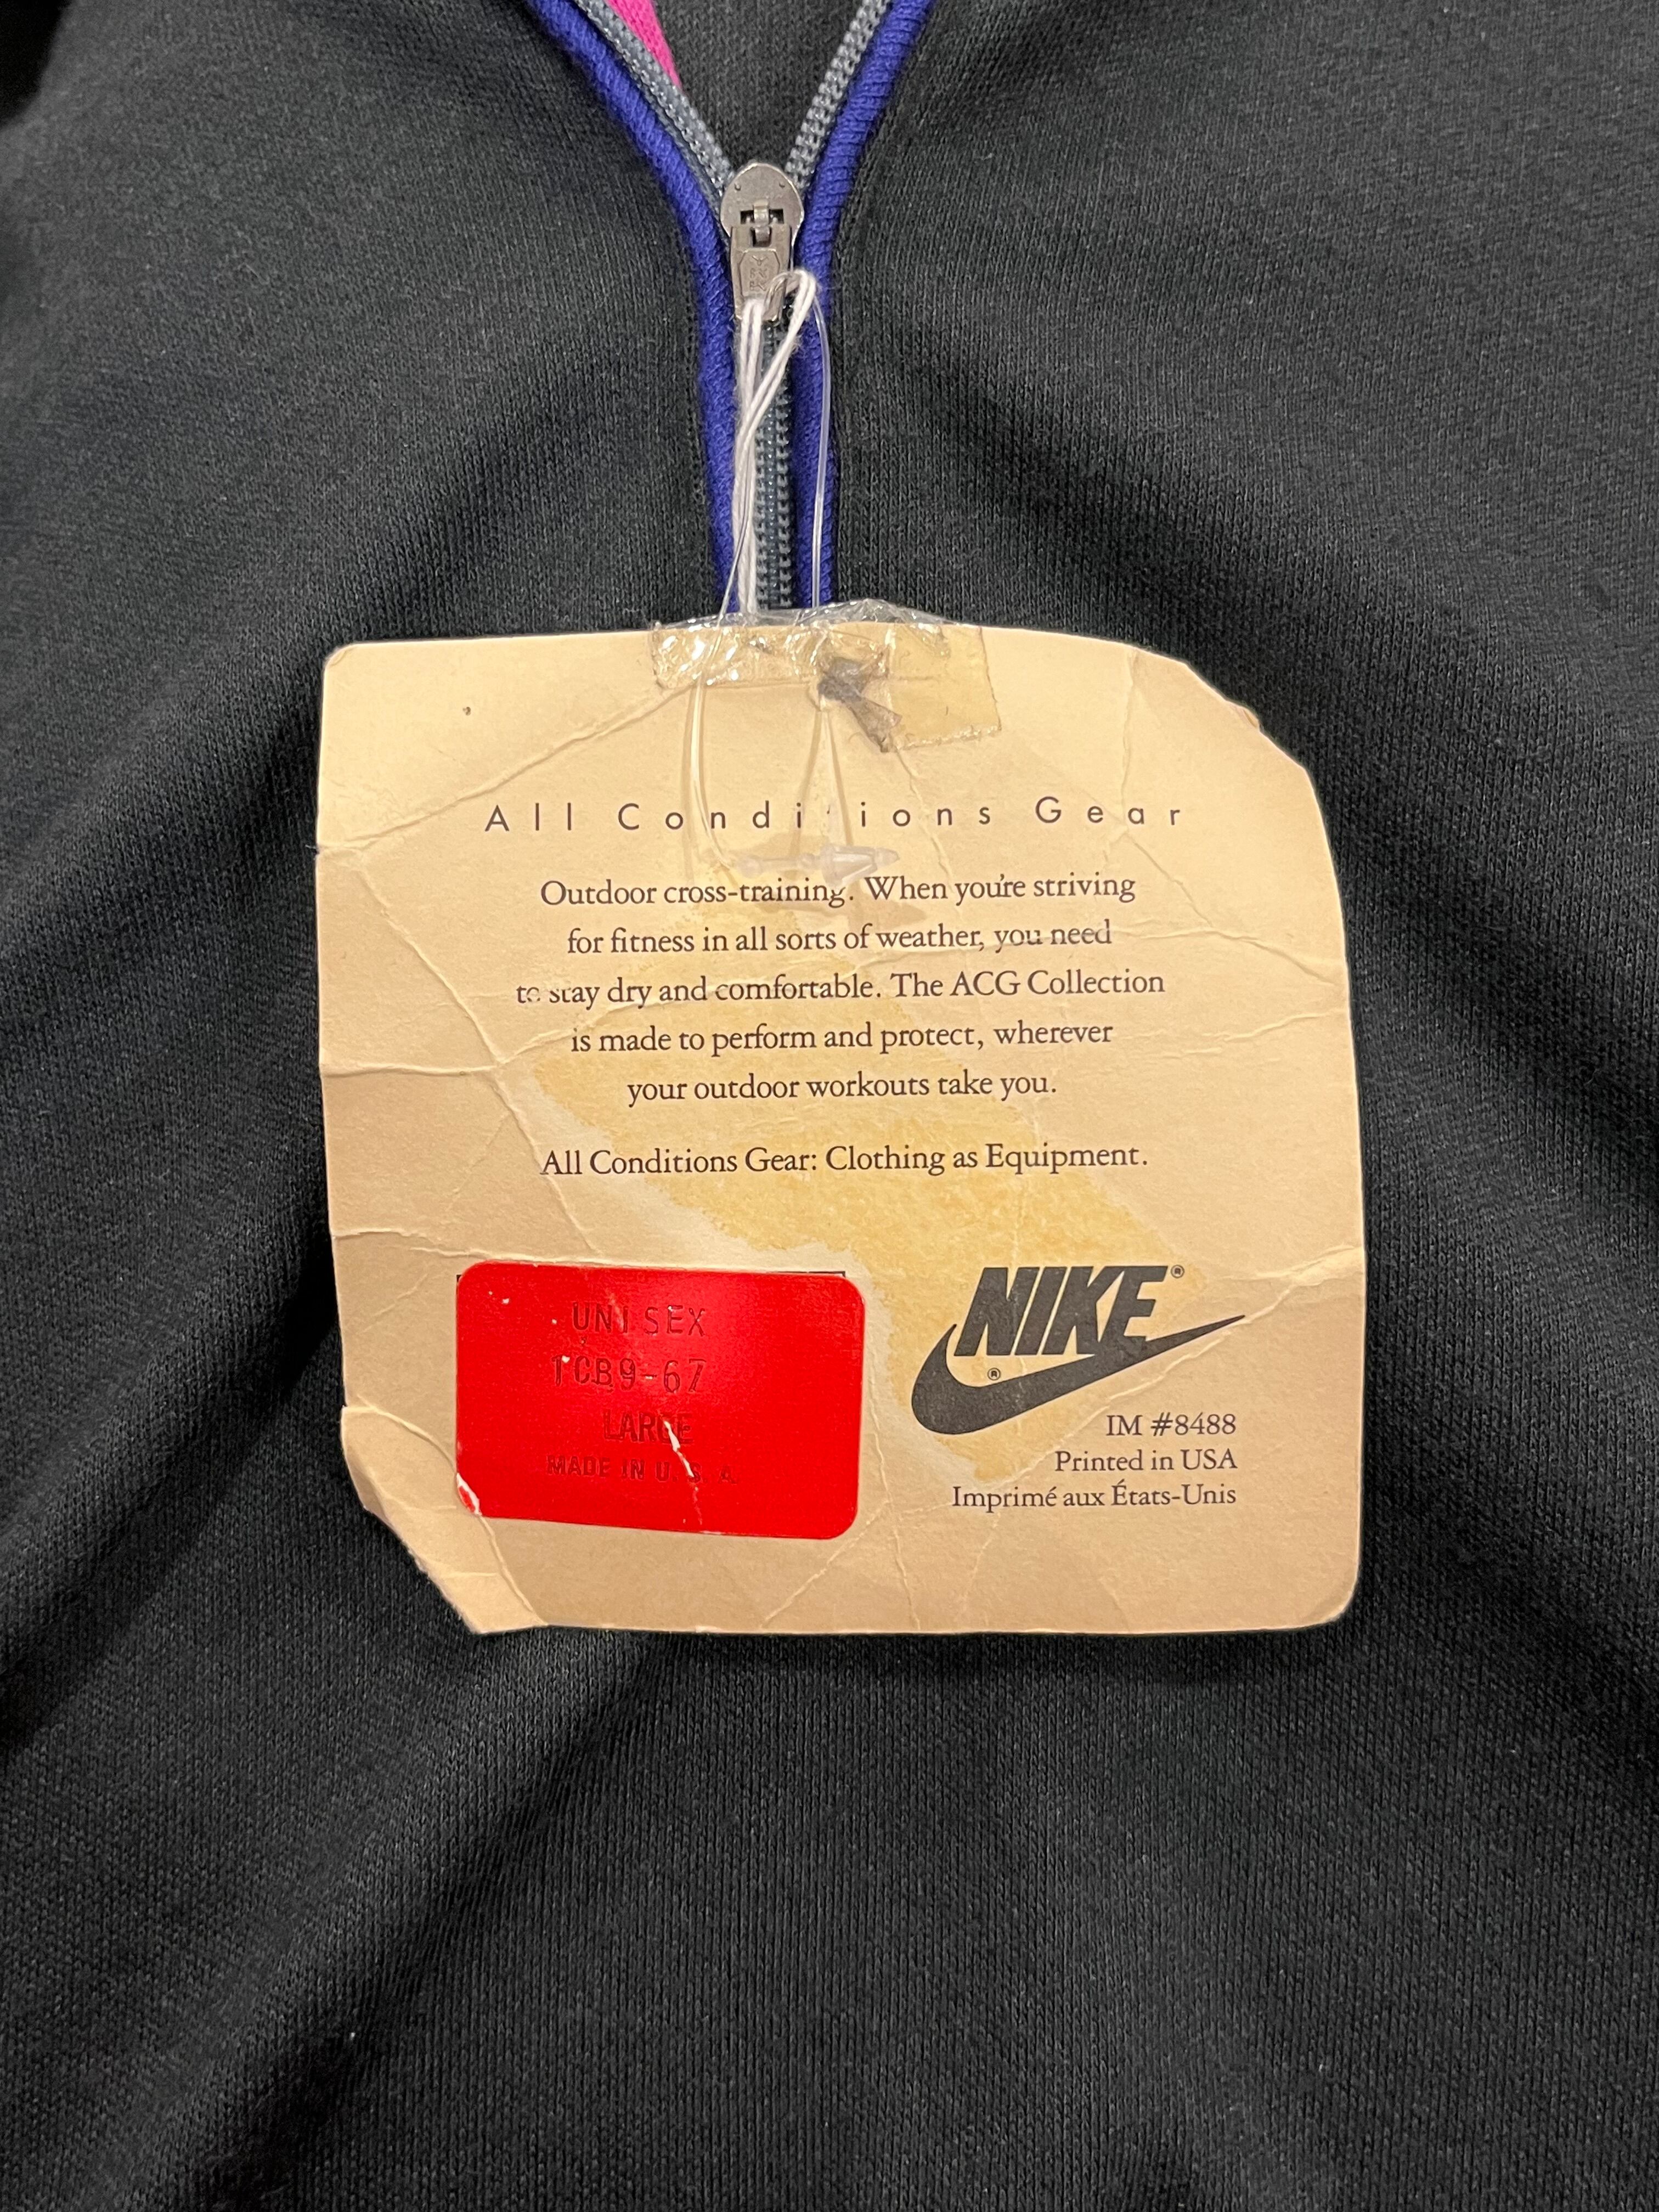 All Conditions Gear
Outdoor cross-training. When you're striving
for fitness in all sorts of weather, you need
to stay dry and comfortable. The ACG Collection
is made to perform and protect, wherever
your outdoor workouts take you.
All Conditions Gear: Clothing as Equipment.
UNISEX
1CB9-67
LARGE
MADE IN U.S.A.
NIKE®
®
IM #8488
Printed in USA
Imprimé aux États-Unis